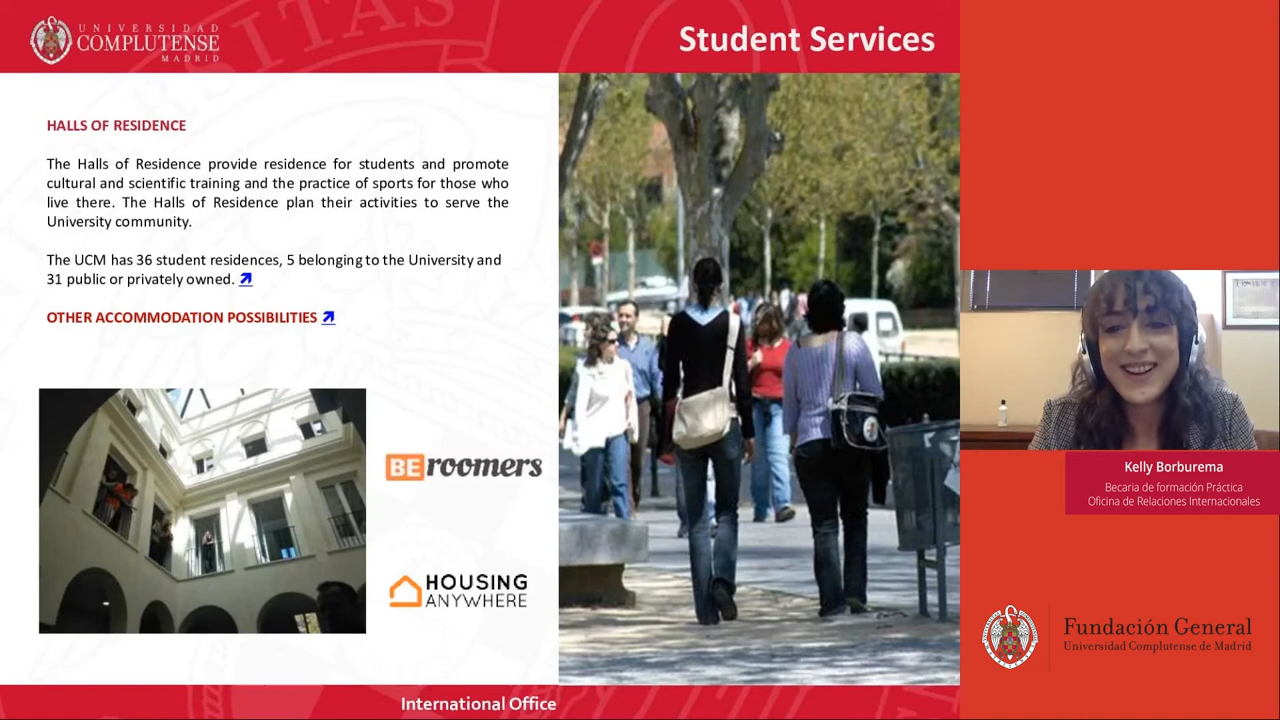 UNIVERSIDAD
COMPLUTENSE
MADRID
Student Services
HALLS OF RESIDENCE
The Halls of Residence provide residence for students and promote
cultural and scientific training and the practice of sports for those who
live there. The Halls of Residence plan their activities to serve the
University community.
The UCM has 36 student residences, 5 belonging to the University and
31 public or privately owned.
OTHER ACCOMMODATION POSSIBILITIES
BEroomers
HOUSING
ANYWHERE
International Office
Kelly Borburema
Becaria de formación Práctica
Oficina de Relaciones Internacionales
Fundación General
Universidad Complutense de Madrid